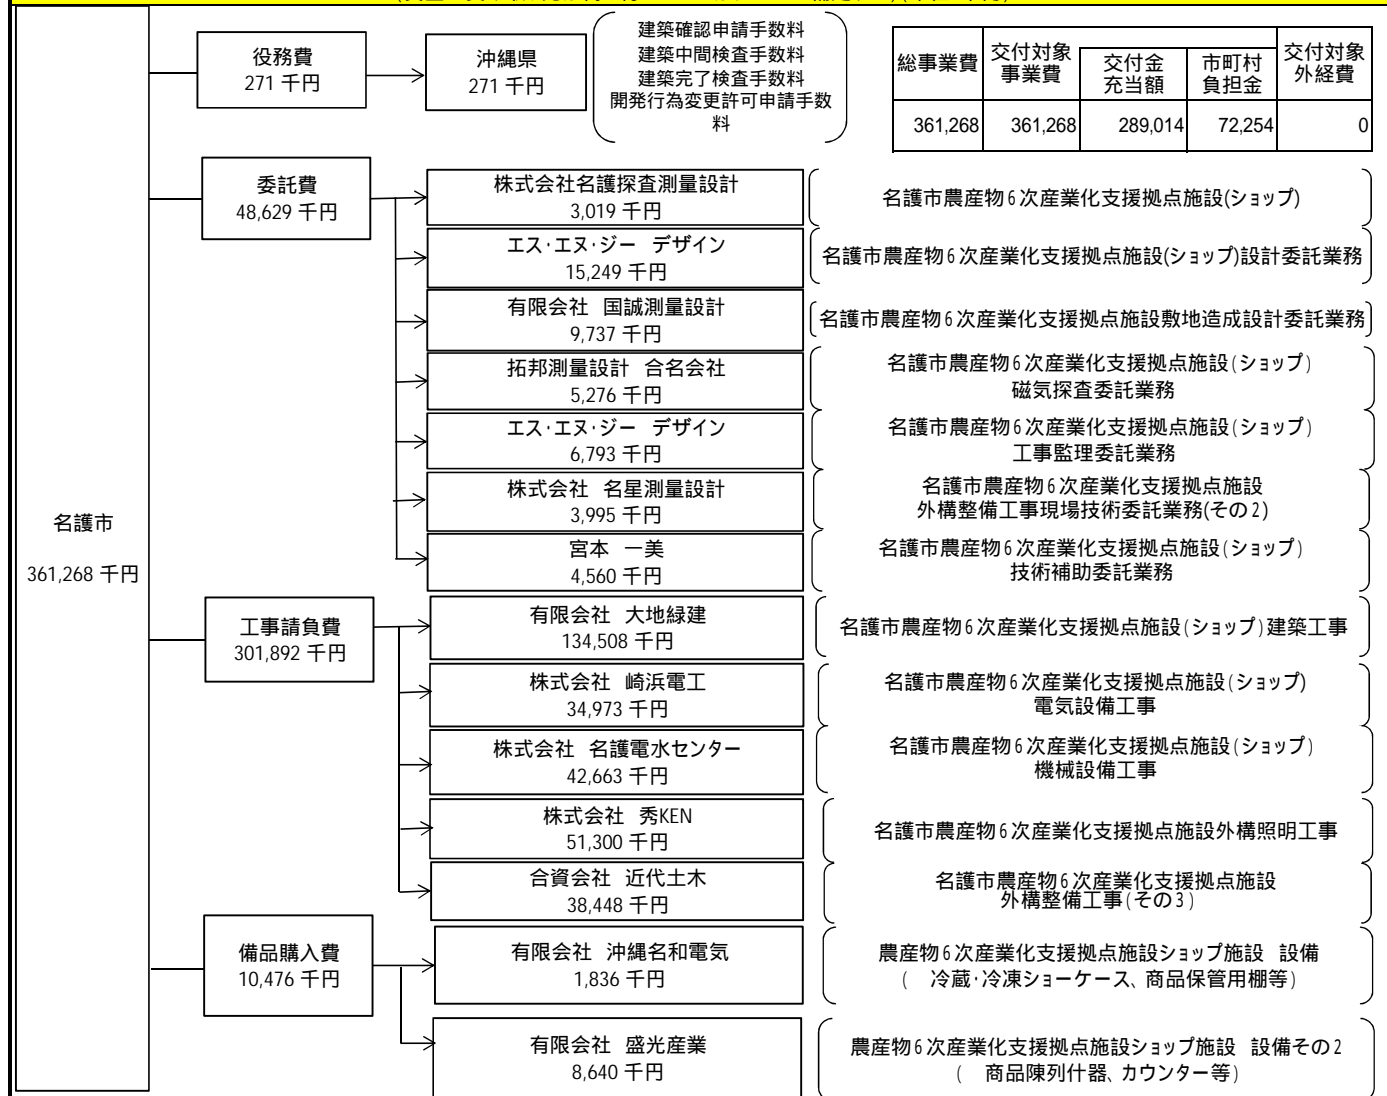 役務費
271 千円
沖縄県
271 千円
建築確認申請手数料
建築中間検査手数料
建築完了検査手数料
開発行為変更許可申請手数
料
総事業費
交付対象
事業費
交付金
充当額
市町村
負担金
交付対象
外経費
361,268 361,268 289,014 72,254 0
名護市
361,268 千円
委託費
48,629 千円
株式会社名護探査測量設計
3,019 千円
名護市農産物6次産業化支援拠点施設(ショップ)
エス・エヌ・ジー デザイン
15,249 千円
名護市農産物6次産業化支援拠点施設(ショップ)設計委託業務
有限会社 国誠測量設計
9,737 千円
名護市農産物6次産業化支援拠点施設敷地造成設計委託業務
拓邦測量設計 合名会社
5,276 千円
名護市農産物6次産業化支援拠点施設(ショップ)
磁気探査委託業務
エス・エヌ・ジー デザイン
6,793 千円
名護市農産物6次産業化支援拠点施設(ショップ)
工事監理委託業務
株式会社 名星測量設計
3,995 千円
名護市農産物6次産業化支援拠点施設
外構整備工事現場技術委託業務(その2)
宮本 一美
4,560 千円
名護市農産物6次産業化支援拠点施設(ショップ)
技術補助委託業務
工事請負費
301,892 千円
有限会社 大地緑建
134,508 千円
名護市農産物6次産業化支援拠点施設(ショップ)建築工事
株式会社 崎浜電工
34,973 千円
名護市農産物6次産業化支援拠点施設(ショップ)
電気設備工事
株式会社 名護電水センター
42,663 千円
名護市農産物6次産業化支援拠点施設(ショップ)
機械設備工事
株式会社 秀KEN
51,300 千円
名護市農産物6次産業化支援拠点施設外構照明工事
合資会社 近代土木
38,448 千円
名護市農産物6次産業化支援拠点施設
外構整備工事(その3)
備品購入費
10,476 千円
有限会社 沖縄名和電気
1,836 千円
農産物6次産業化支援拠点施設ショップ施設 設備
( 冷蔵・冷凍ショーケース、商品保管用棚等)
有限会社 盛光産業
8,640 千円
農産物6次産業化支援拠点施設ショップ施設 設備その2
( 商品陳列什器、カウンター等)